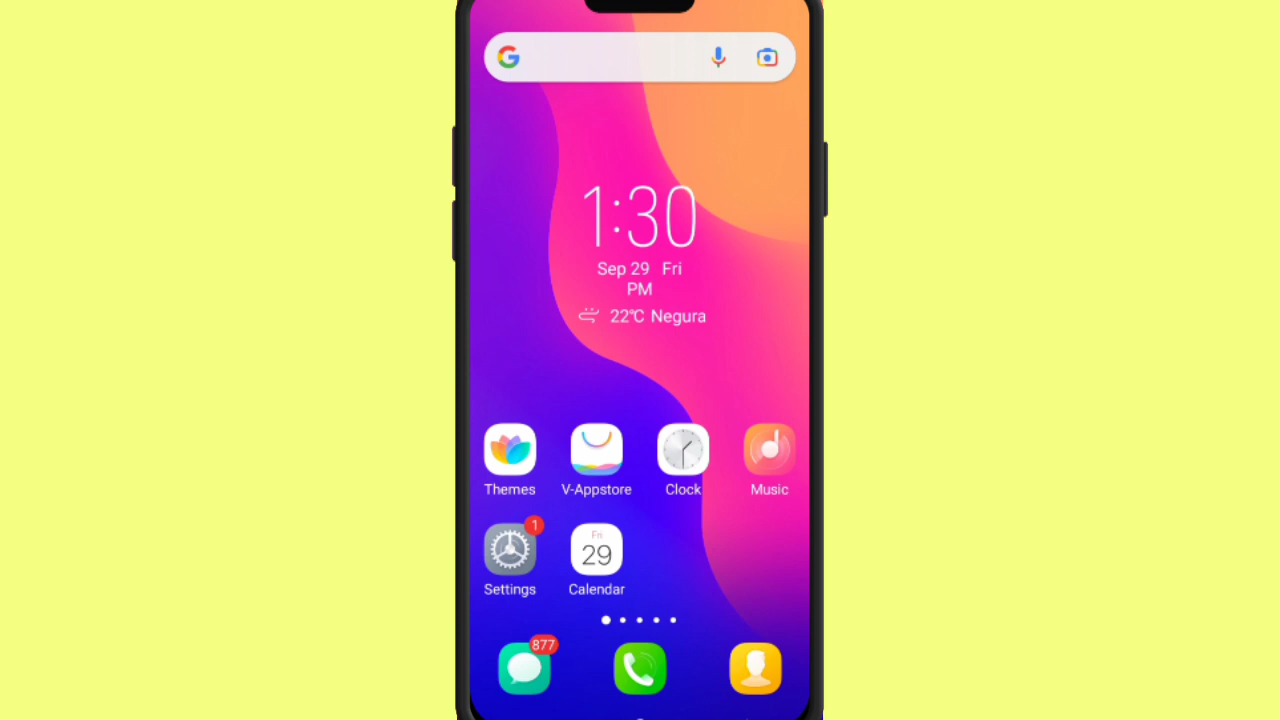 1:30
Sep 29 Fri
PM
22℃ Negura
Themes V-Appstore Clock Music
1
Fri
29
Settings Calendar
877